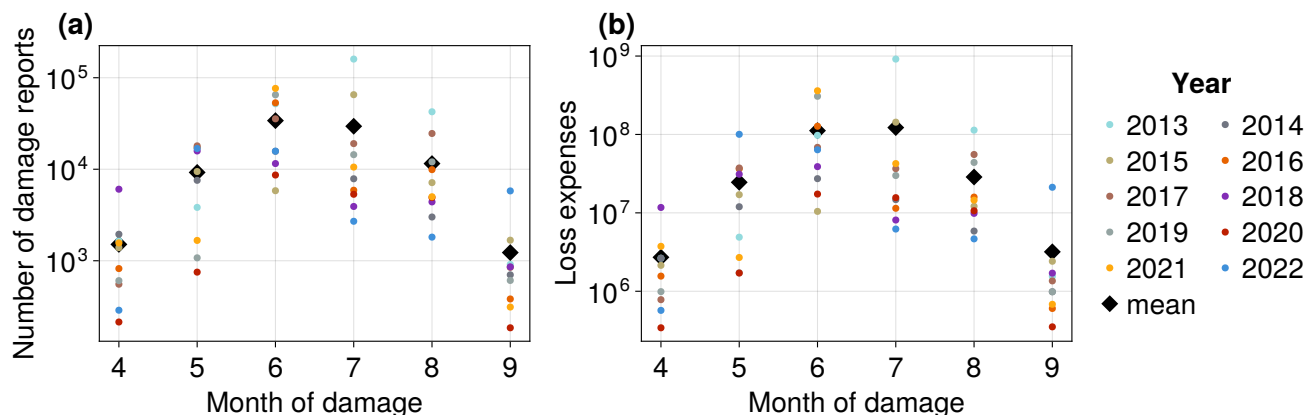 (a)
Number of damage reports
10^5
10^4
10^3
4 5 6 7 8 9
Month of damage
(b)
Loss expenses
10^9
10^8
10^7
10^6
4 5 6 7 8 9
Month of damage
Year
2013 2014
2015 2016
2017 2018
2019 2020
2021 2022
mean